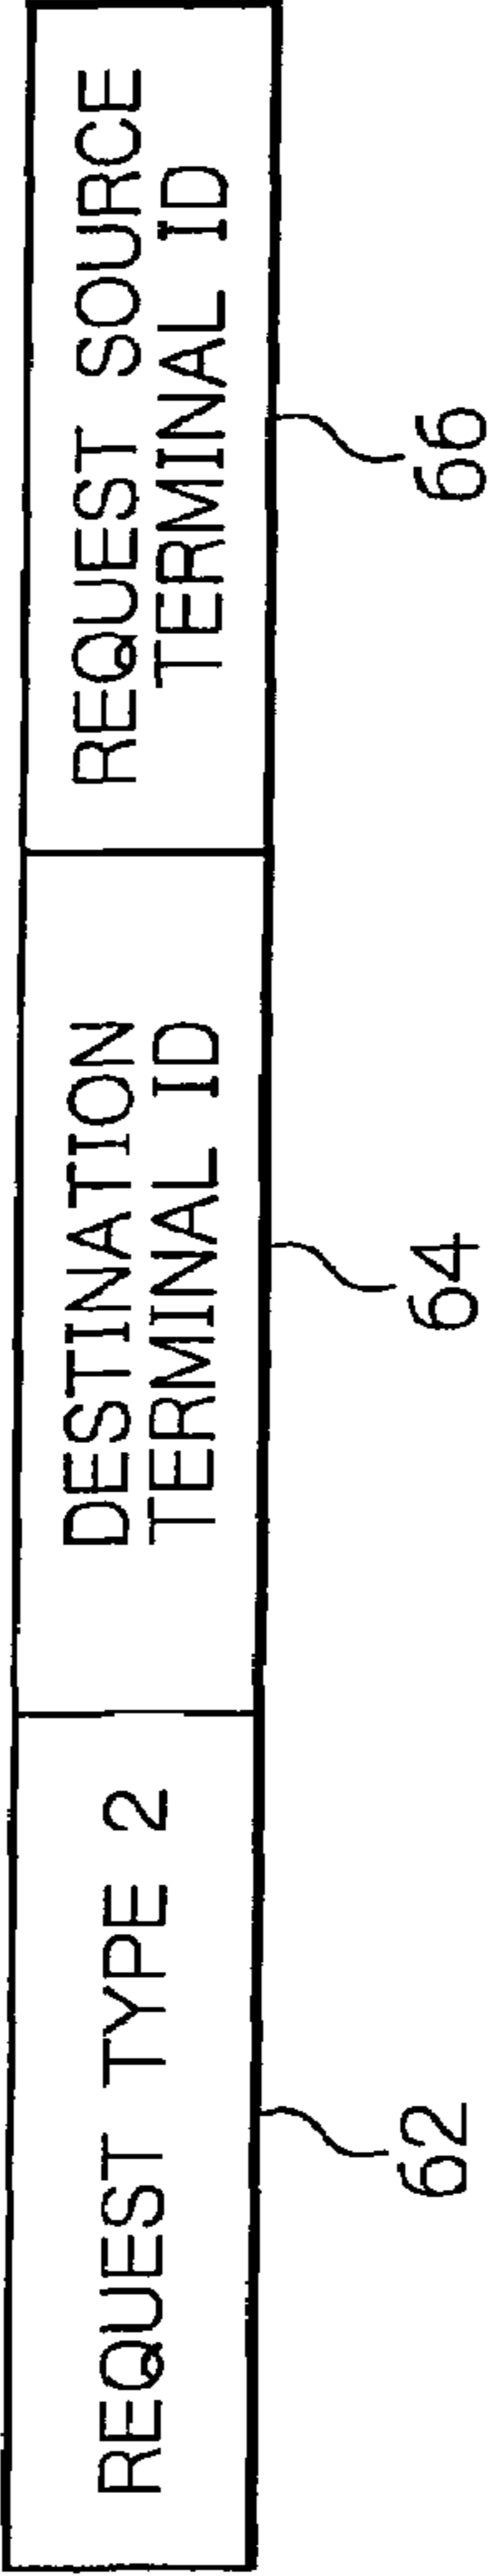 REQUEST TYPE 2
DESTINATION
TERMINAL ID
REQUEST SOURCE
TERMINAL ID
62
64
66